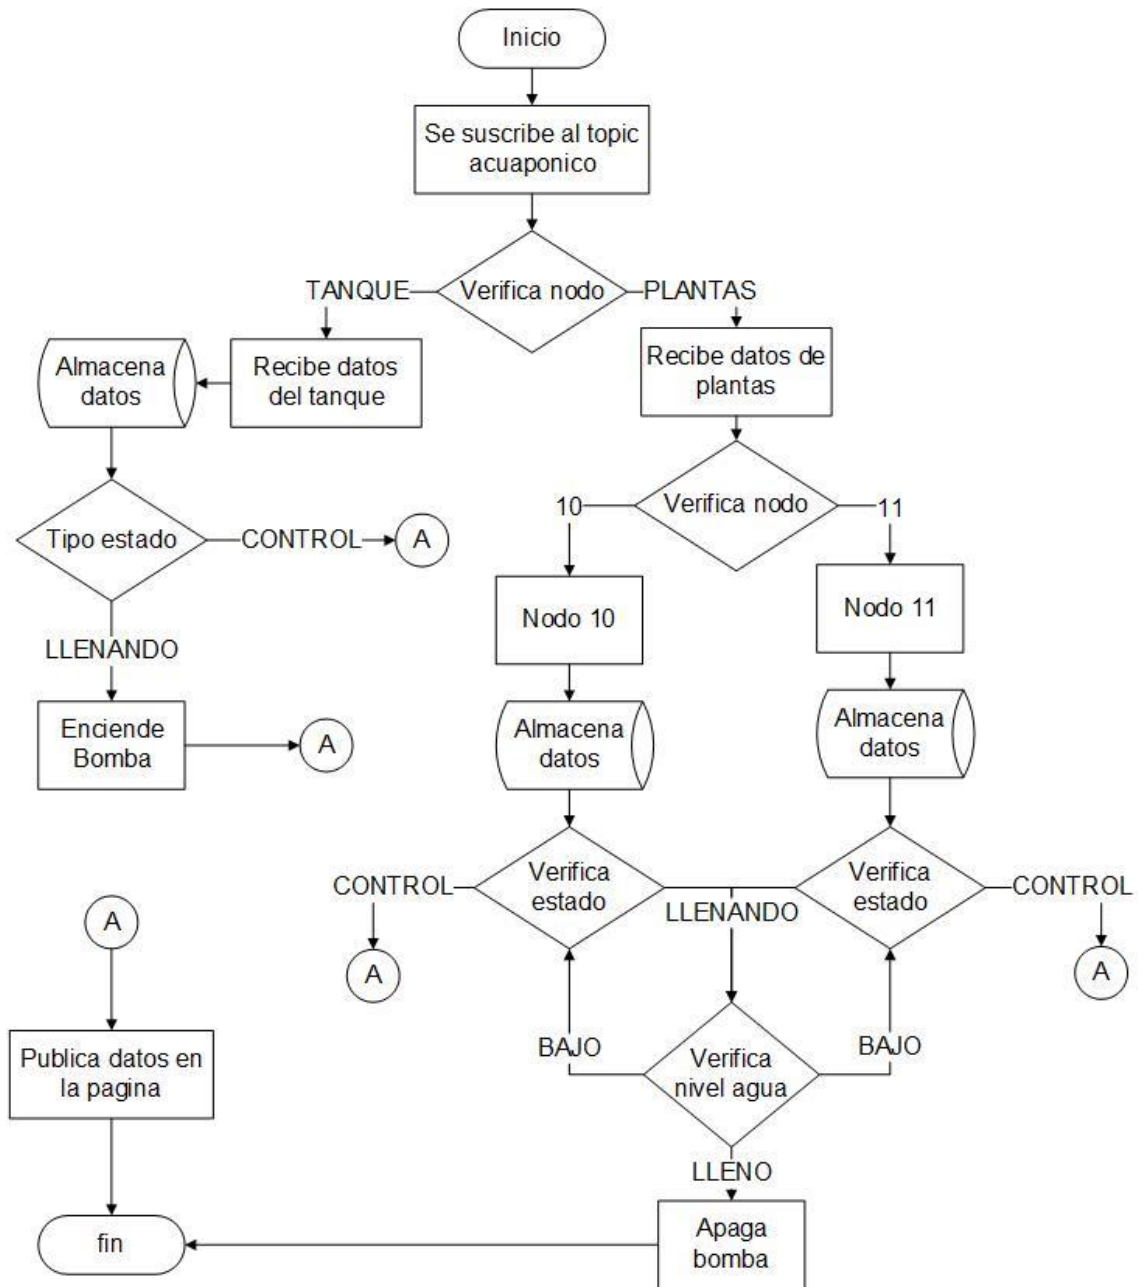 Inicio
Se suscribe al topic
acuaponico
Verifica nodo
TANQUE
PLANTAS
Almacena
datos
Recibe datos
del tanque
Recibe datos de
plantas
Verifica nodo
10
11
Tipo estado
CONTROL
A
Nodo 10
Nodo 11
LLENANDO
Enciende
Bomba
A
Almacena
datos
Almacena
datos
Verifica
estado
Verifica
estado
CONTROL
LLENANDO
CONTROL
A
A
A
Publica datos en
la pagina
BAJO
Verifica
nivel agua
BAJO
LLENO
fin
Apaga
bomba